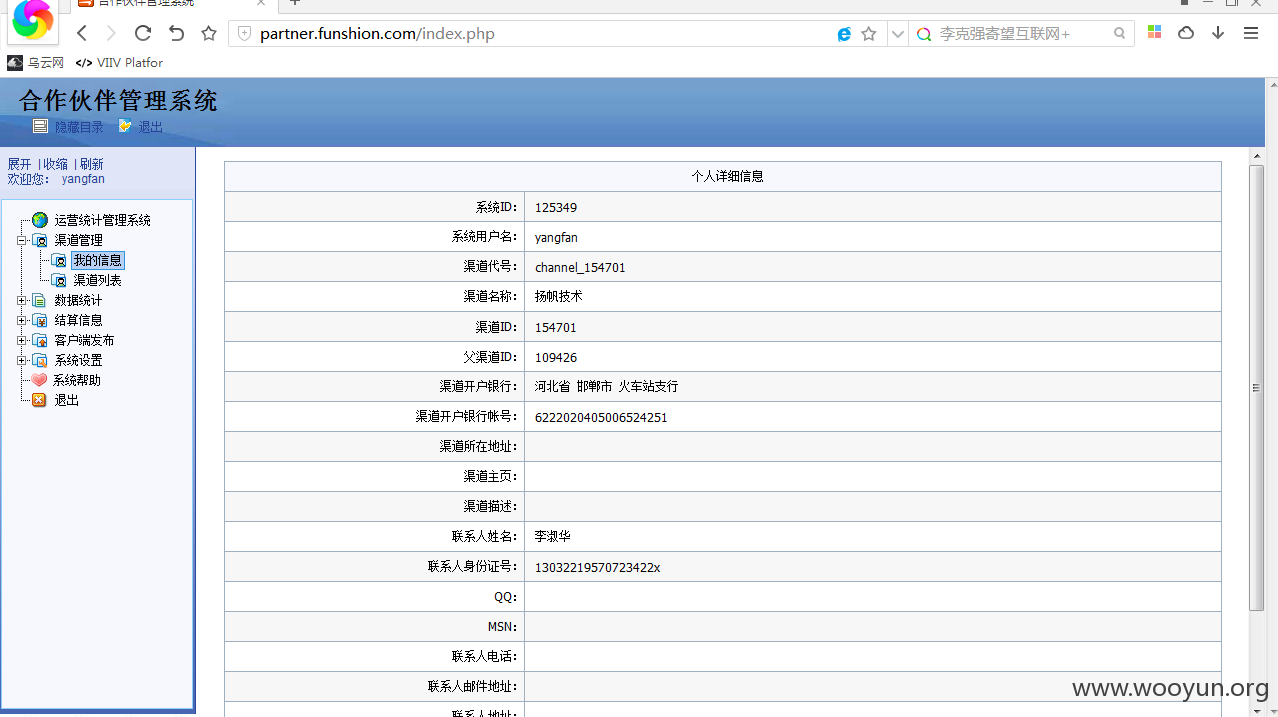 合作伙伴管理系统
partner.funshion.com/index.php
李克强寄望互联网+
乌云网
</> VIIV Platfor
合作伙伴管理系统
隐藏目录
退出
展开 |收缩 |刷新
欢迎您： yangfan
运营统计管理系统
渠道管理
我的信息
渠道列表
数据统计
结算信息
客户端发布
系统设置
系统帮助
退出
个人详细信息
系统ID： 125349
系统用户名： yangfan
渠道代号： channel_154701
渠道名称： 扬帆技术
渠道ID： 154701
父渠道ID： 109426
渠道开户银行： 河北省 邯郸市 火车站支行
渠道开户银行帐号： 6222020405006524251
渠道所在地址：
渠道主页：
渠道描述：
联系人姓名： 李淑华
联系人身份证号： 13032219570723422x
QQ：
MSN：
联系人电话：
联系人邮件地址：
联系人地址：
www.wooyun.org